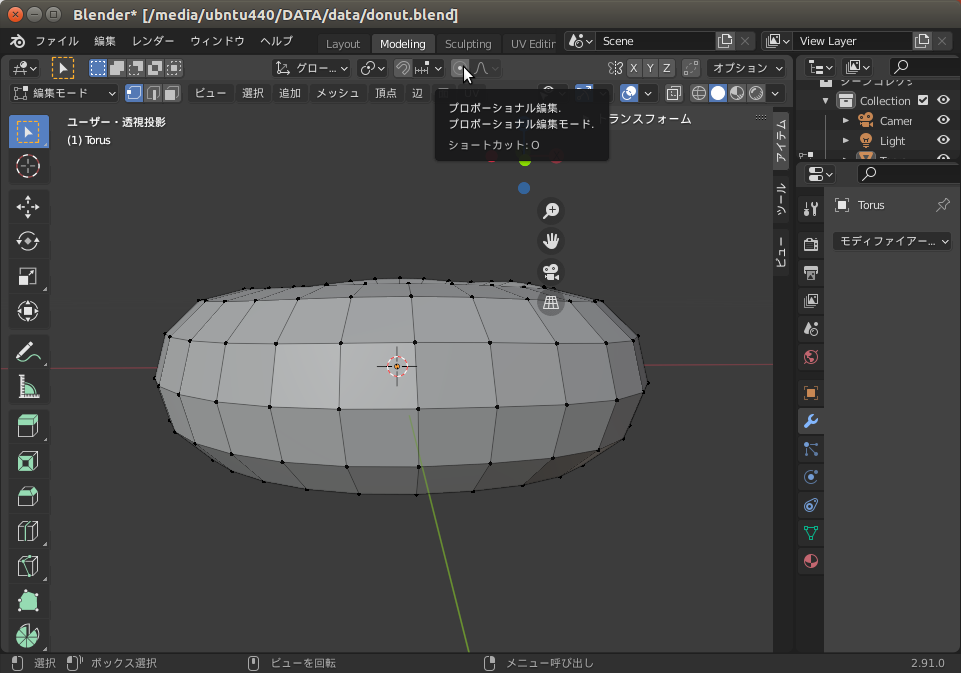 Blender* [/media/ubntu440/DATA/data/donut.blend]
ファイル 編集 レンダー ウィンドウ ヘルプ Layout Modeling Sculpting UV Editin Scene View Layer
グロー... X Y Z オプション
編集モード ビュー 選択 追加 メッシュ 頂点 辺
Collection
Camer
Light
ユーザー・透視投影
(1) Torus
プロポーショナル編集.
プロポーショナル編集モード.
ショートカット: O
トランスフォーム
アイテム
ツール
ビュー
Torus
モディファイアー...
選択 ボックス選択 ビューを回転 メニュー呼び出し 2.91.0